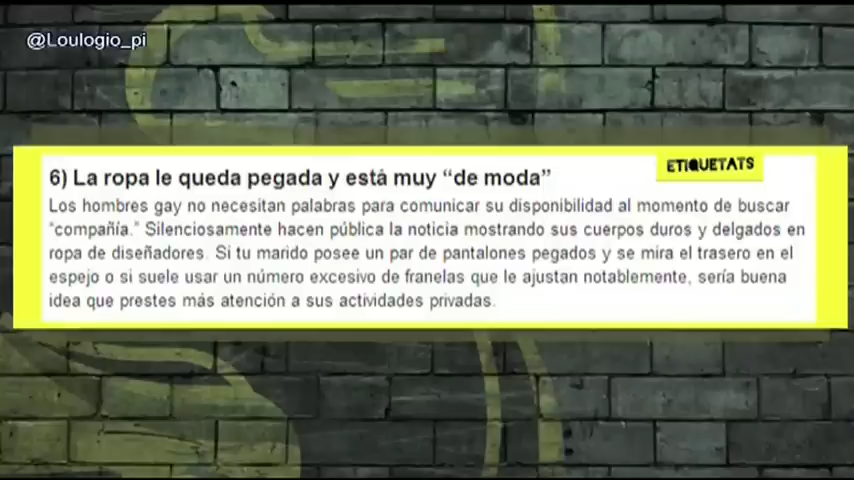 @Loulogio_pi
ETIQUETATS
6) La ropa le queda pegada y está muy “de moda”
Los hombres gay no necesitan palabras para comunicar su disponibilidad al momento de buscar
“compañía.” Silenciosamente hacen pública la noticia mostrando sus cuerpos duros y delgados en
ropa de diseñadores. Si tu marido posee un par de pantalones pegados y se mira el trasero en el
espejo o si suele usar un número excesivo de franelas que le ajustan notablemente, sería buena
idea que prestes más atención a sus actividades privadas.